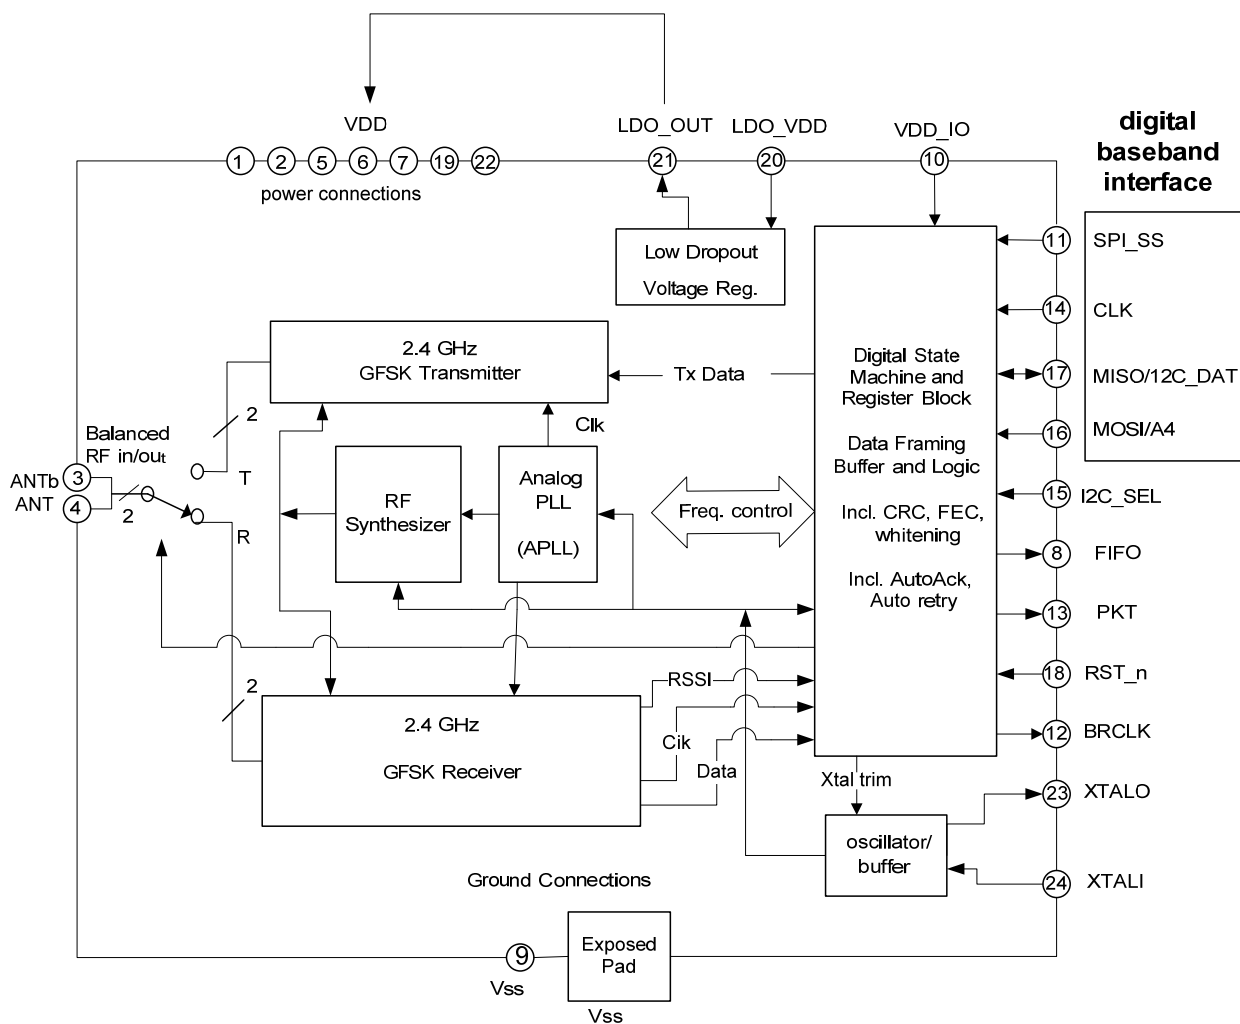 VDD
LDO_OUT
LDO_VDD
VDD_IO
digital
baseband
interface
1
2
5
6
7
19
22
21
20
10
power connections
Low Dropout
Voltage Reg.
11
SPI_SS
14
CLK
17
MISO/12C_DAT
16
MOSI/A4
15
I2C_SEL
8
FIFO
13
PKT
18
RST_n
12
BRCLK
23
XTALO
24
XTALI
2.4 GHz
GFSK Transmitter
Tx Data
Digital State
Machine and
Register Block
Data Framing
Buffer and Logic
Incl. CRC, FEC,
whitening
Incl. AutoAck,
Auto retry
2
Clk
Balanced
RF in/out
ANTb
3
ANT
4
2
T
R
RF
Synthesizer
Analog
PLL
(APLL)
Freq. control
2
RSSI
2.4 GHz
GFSK Receiver
Clk
Data
Xtal trim
oscillator/
buffer
Ground Connections
9
Vss
Exposed
Pad
Vss